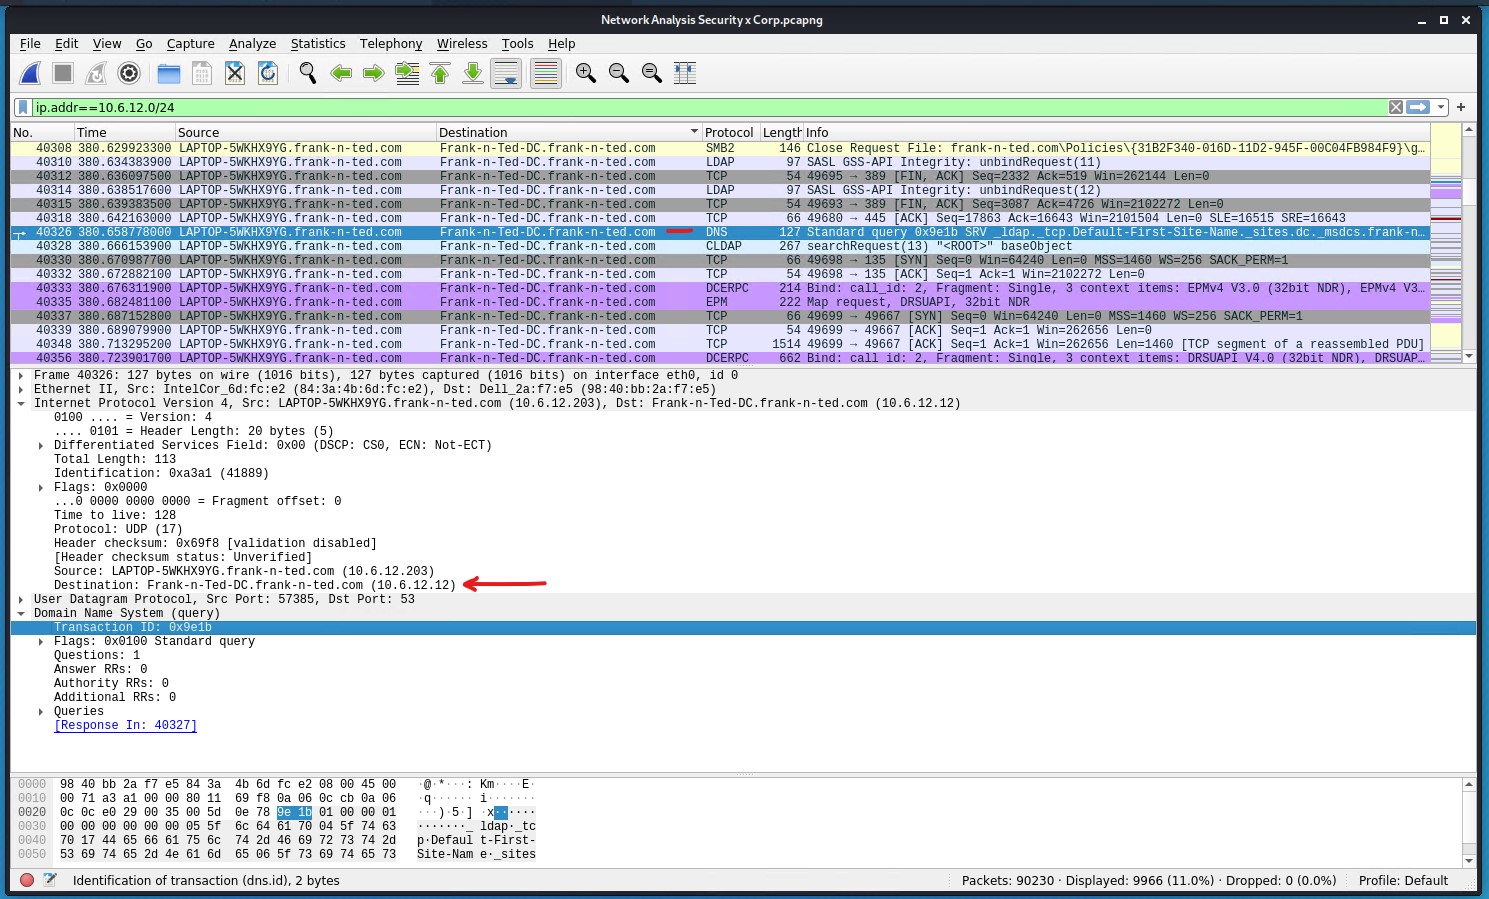 Network Analysis Security x Corp.pcapng
File Edit View Go Capture Analyze Statistics Telephony Wireless Tools Help
ip.addr==10.6.12.0/24
No. Time Source Destination Protocol Length Info
40308 380.629923300 LAPTOP-5WKHX9YG.frank-n-ted.com Frank-n-Ted-DC.frank-n-ted.com SMB2 146 Close Request File: frank-n-ted.com\Policies\{31B2F340-016D-11D2-945F-00C04FB984F9}\g…
40310 380.634383900 LAPTOP-5WKHX9YG.frank-n-ted.com Frank-n-Ted-DC.frank-n-ted.com LDAP 97 SASL GSS-API Integrity: unbindRequest(11)
40312 380.636097500 LAPTOP-5WKHX9YG.frank-n-ted.com Frank-n-Ted-DC.frank-n-ted.com TCP 54 49695 → 389 [FIN, ACK] Seq=2332 Ack=519 Win=262144 Len=0
40314 380.638517600 LAPTOP-5WKHX9YG.frank-n-ted.com Frank-n-Ted-DC.frank-n-ted.com LDAP 97 SASL GSS-API Integrity: unbindRequest(12)
40315 380.639383500 LAPTOP-5WKHX9YG.frank-n-ted.com Frank-n-Ted-DC.frank-n-ted.com TCP 54 49693 → 389 [FIN, ACK] Seq=3087 Ack=4726 Win=2102272 Len=0
40318 380.642163000 LAPTOP-5WKHX9YG.frank-n-ted.com Frank-n-Ted-DC.frank-n-ted.com TCP 66 49680 → 445 [ACK] Seq=17863 Ack=16643 Win=2101504 Len=0 SLE=16515 SRE=16643
40326 380.658778000 LAPTOP-5WKHX9YG.frank-n-ted.com Frank-n-Ted-DC.frank-n-ted.com DNS 127 Standard query 0x9e1b SRV _ldap._tcp.Default-First-Site-Name._sites.dc._msdcs.frank-n…
40328 380.666153900 LAPTOP-5WKHX9YG.frank-n-ted.com Frank-n-Ted-DC.frank-n-ted.com CLDAP 267 searchRequest(13) "<ROOT>" baseObject
40330 380.670987700 LAPTOP-5WKHX9YG.frank-n-ted.com Frank-n-Ted-DC.frank-n-ted.com TCP 66 49698 → 135 [SYN] Seq=0 Win=64240 Len=0 MSS=1460 WS=256 SACK_PERM=1
40332 380.672882100 LAPTOP-5WKHX9YG.frank-n-ted.com Frank-n-Ted-DC.frank-n-ted.com TCP 54 49698 → 135 [ACK] Seq=1 Ack=1 Win=2102272 Len=0
40333 380.676311900 LAPTOP-5WKHX9YG.frank-n-ted.com Frank-n-Ted-DC.frank-n-ted.com DCERPC 214 Bind: call_id: 2, Fragment: Single, 3 context items: EPMv4 V3.0 (32bit NDR), EPMv4 V3…
40335 380.682481100 LAPTOP-5WKHX9YG.frank-n-ted.com Frank-n-Ted-DC.frank-n-ted.com EPM 222 Map request, DRSUAPI, 32bit NDR
40337 380.687152800 LAPTOP-5WKHX9YG.frank-n-ted.com Frank-n-Ted-DC.frank-n-ted.com TCP 66 49699 → 49667 [SYN] Seq=0 Win=64240 Len=0 MSS=1460 WS=256 SACK_PERM=1
40339 380.689079900 LAPTOP-5WKHX9YG.frank-n-ted.com Frank-n-Ted-DC.frank-n-ted.com TCP 54 49699 → 49667 [ACK] Seq=1 Ack=1 Win=262656 Len=0
40348 380.713295200 LAPTOP-5WKHX9YG.frank-n-ted.com Frank-n-Ted-DC.frank-n-ted.com TCP 1514 49699 → 49667 [ACK] Seq=1 Ack=1 Win=262656 Len=1460 [TCP segment of a reassembled PDU]
40356 380.723901700 LAPTOP-5WKHX9YG.frank-n-ted.com Frank-n-Ted-DC.frank-n-ted.com DCERPC 662 Bind: call_id: 2, Fragment: Single, 3 context items: DRSUAPI V4.0 (32bit NDR), DRSUAP…
Frame 40326: 127 bytes on wire (1016 bits), 127 bytes captured (1016 bits) on interface eth0, id 0
Ethernet II, Src: IntelCor_6d:fc:e2 (84:3a:4b:6d:fc:e2), Dst: Dell_2a:f7:e5 (98:40:bb:2a:f7:e5)
Internet Protocol Version 4, Src: LAPTOP-5WKHX9YG.frank-n-ted.com (10.6.12.203), Dst: Frank-n-Ted-DC.frank-n-ted.com (10.6.12.12)
0100 .... = Version: 4
.... 0101 = Header Length: 20 bytes (5)
Differentiated Services Field: 0x00 (DSCP: CS0, ECN: Not-ECT)
Total Length: 113
Identification: 0xa3a1 (41889)
Flags: 0x0000
...0 0000 0000 0000 = Fragment offset: 0
Time to live: 128
Protocol: UDP (17)
Header checksum: 0x69f8 [validation disabled]
[Header checksum status: Unverified]
Source: LAPTOP-5WKHX9YG.frank-n-ted.com (10.6.12.203)
Destination: Frank-n-Ted-DC.frank-n-ted.com (10.6.12.12)
User Datagram Protocol, Src Port: 57385, Dst Port: 53
Domain Name System (query)
Transaction ID: 0x9e1b
Flags: 0x0100 Standard query
Questions: 1
Answer RRs: 0
Authority RRs: 0
Additional RRs: 0
Queries
[Response In: 40327]
0000 98 40 bb 2a f7 e5 84 3a 4b 6d fc e2 08 00 45 00 ·@·*···: Km····E·
0010 00 71 a3 a1 00 00 80 11 69 f8 0a 06 0c cb 0a 06 ·q······ i·······
0020 0c 0c e0 29 00 35 00 5d 0e 78 9e 1b 01 00 00 01 ···)·5·] ·x······
0030 00 00 00 00 00 00 05 5f 6c 64 61 70 04 5f 74 63 ·······_ ldap·_tc
0040 70 17 44 65 66 61 75 6c 74 2d 46 69 72 73 74 2d p·Defaul t-First-
0050 53 69 74 65 2d 4e 61 6d 65 06 5f 73 69 74 65 73 Site-Nam e·_sites
Identification of transaction (dns.id), 2 bytes Packets: 90230 · Displayed: 9966 (11.0%) · Dropped: 0 (0.0%) Profile: Default